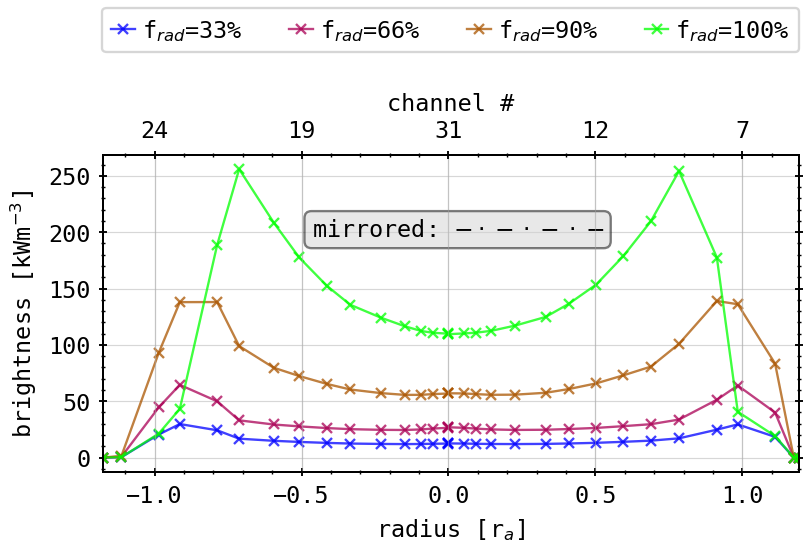 f_rad=33% f_rad=66% f_rad=90% f_rad=100%
channel #
24 19 31 12 7
brightness [kWm⁻³]
250
200
150
100
50
0
mirrored:
−1.0 −0.5 0.0 0.5 1.0
radius [r_a]